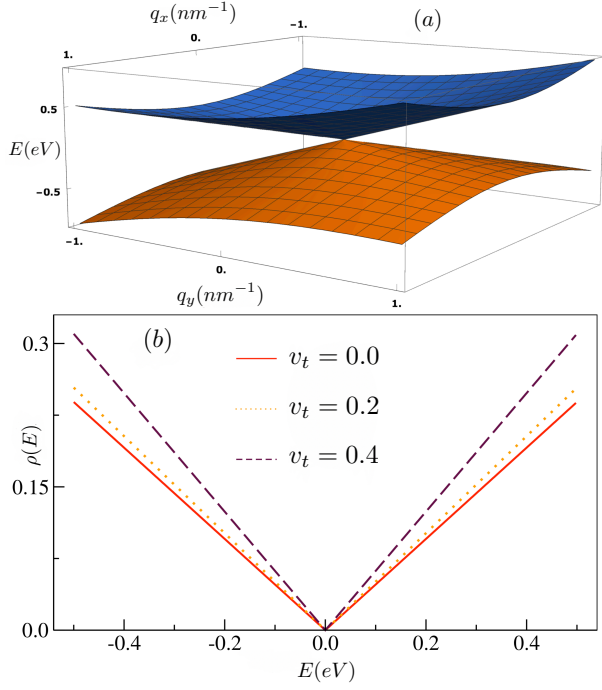 q_x(nm⁻¹)
(a)
-1.
0.
1.
0.5
E(eV)
-0.5
-1.
0.
q_y(nm⁻¹)
1.
(b)
0.3
v_t = 0.0
v_t = 0.2
v_t = 0.4
ρ(E)
0.15
0.0
-0.4 -0.2 0.0 0.2 0.4
E(eV)